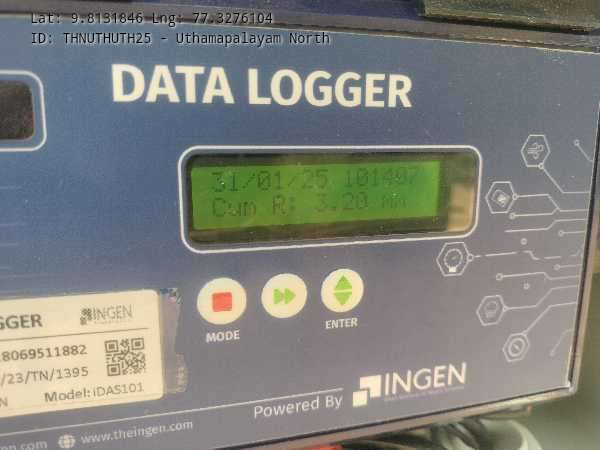 Lat: 9.8131846 Lng: 77.3276104
ID: THNUTHUTH25 - Uthamapalayam North
DATA LOGGER
31/01/25 101407
Cum R: 3.20 mm
MODE
ENTER
OGGER
INGEN
8069511882
/23/TN/1395
Model: iDAS101
Powered By
INGEN
www.theingen.com